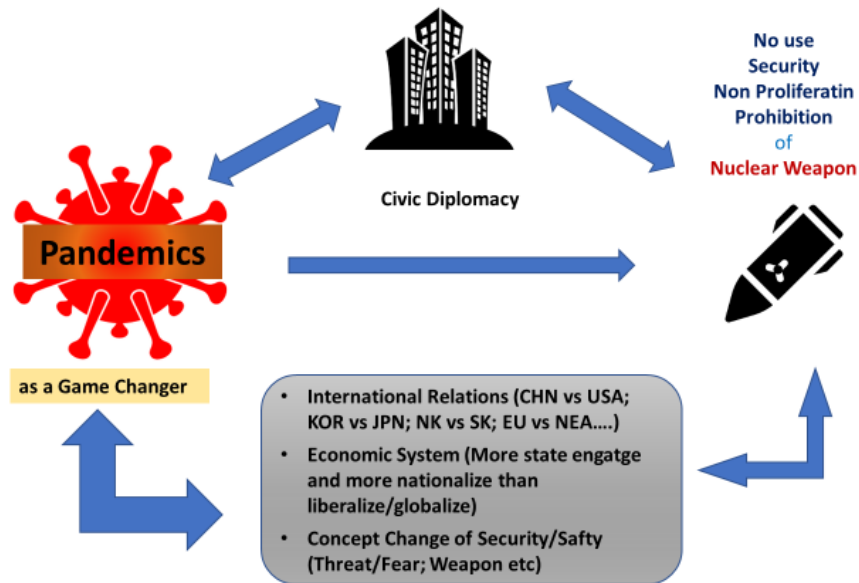 No use
Security
Non Proliferatin
Prohibition
of
Nuclear Weapon
Civic Diplomacy
Pandemics
as a Game Changer
• International Relations (CHN vs USA;
KOR vs JPN; NK vs SK; EU vs NEA....)
• Economic System (More state engatge
and more nationalize than
liberalize/globalize)
• Concept Change of Security/Safty
(Threat/Fear; Weapon etc)